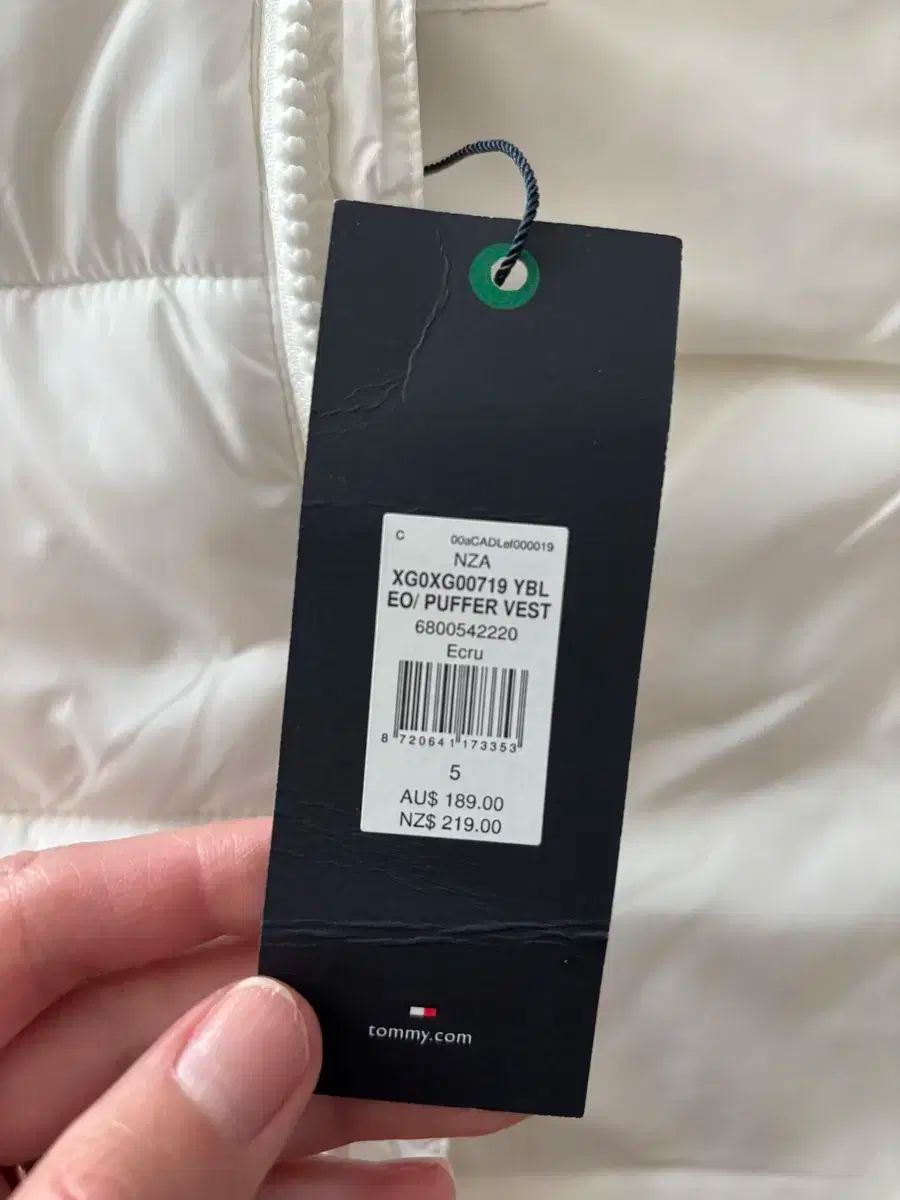 C 00aCADLef000019
NZA
XG0XG00719 YBL
EO/ PUFFER VEST
6800542220
Ecru
8 720641 173353
5
AU$ 189.00
NZ$ 219.00
tommy.com